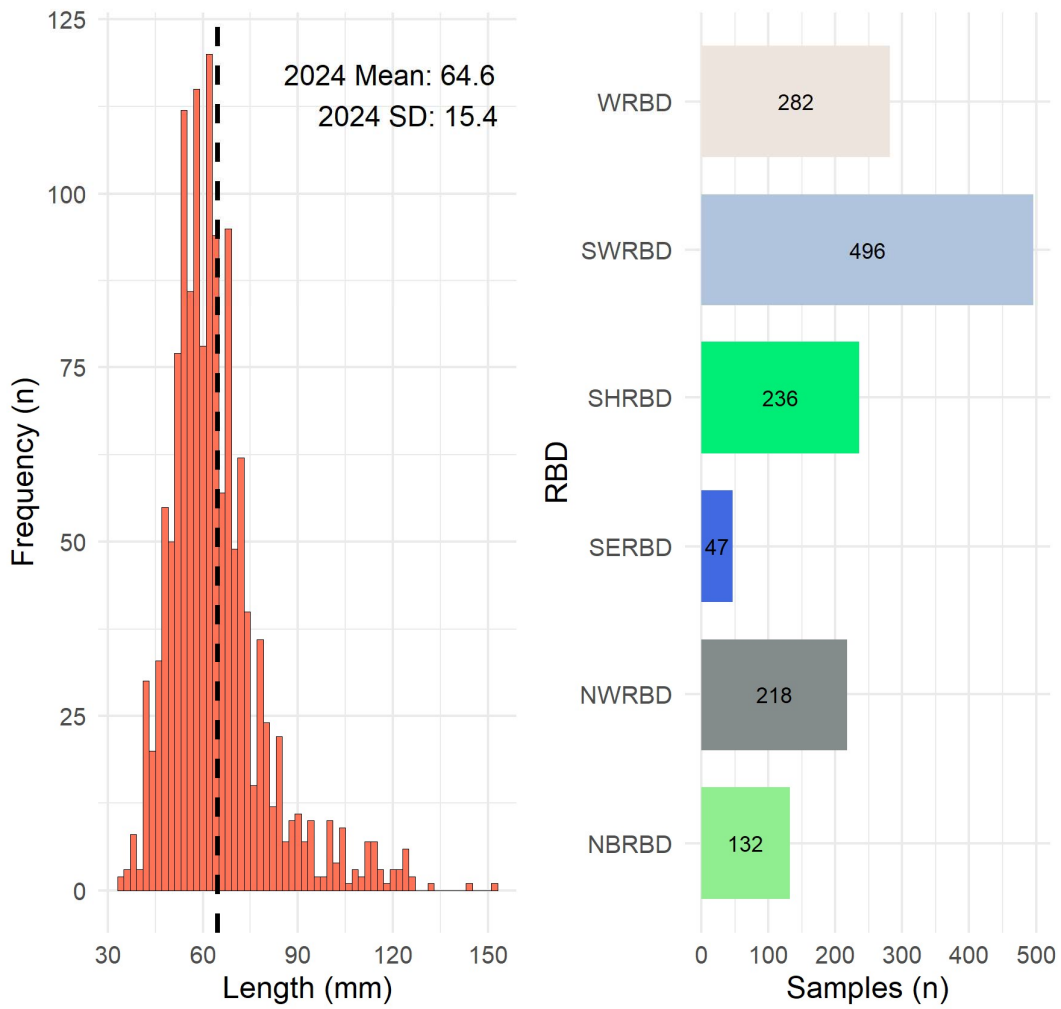 125
100
75
50
25
0
Frequency (n)
2024 Mean: 64.6
2024 SD: 15.4
30 60 90 120 150
Length (mm)
RBD
WRBD
282
SWRBD
496
SHRBD
236
SERBD
47
NWRBD
218
NBRBD
132
0 100 200 300 400 500
Samples (n)